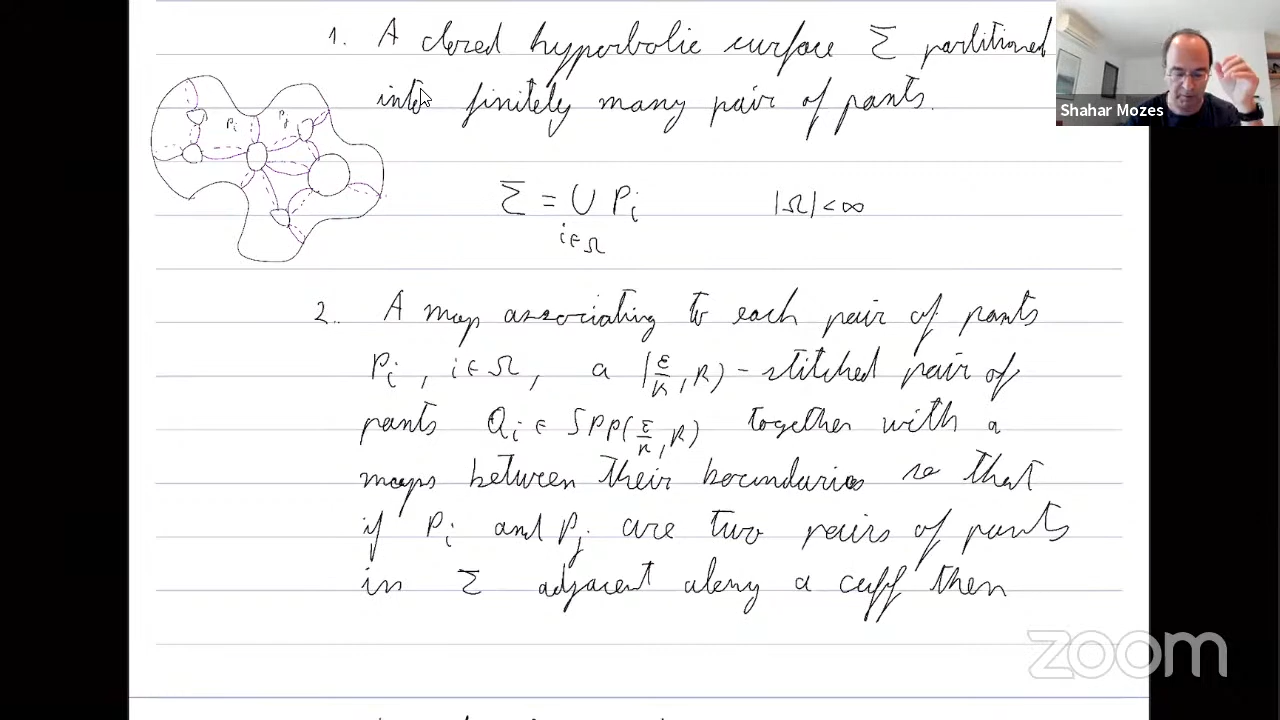 1. A closed hyperbolic surface Σ partitioned
into finitely many pair of pants.
P_i P_j
Σ = ∪ P_i |Ω| < ∞
i∈Ω
2. A map associating to each pair of pants
P_i, i∈Ω, a (ε/R, R) - stitched pair of
pants Q_i ∈ SPP(ε/R, R) together with a
maps between their boundaries so that
if P_i and P_j are two pairs of pants
in Σ adjacent along a cuff then
Shahar Mozes
zoom